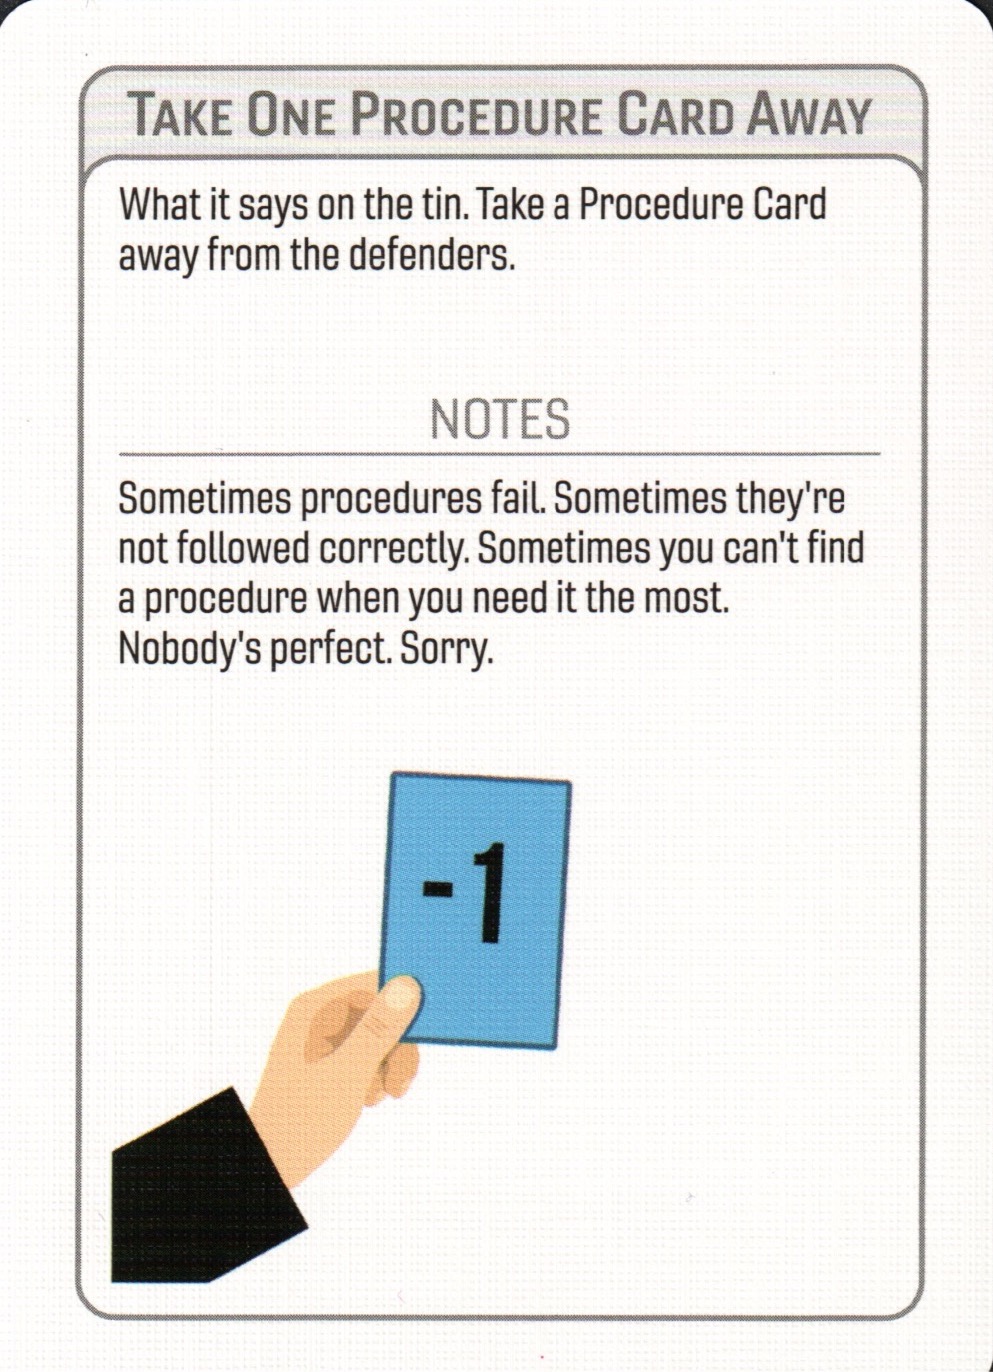 TAKE ONE PROCEDURE CARD AWAY
What it says on the tin. Take a Procedure Card
away from the defenders.
NOTES
Sometimes procedures fail. Sometimes they're
not followed correctly. Sometimes you can't find
a procedure when you need it the most.
Nobody's perfect. Sorry.
-1